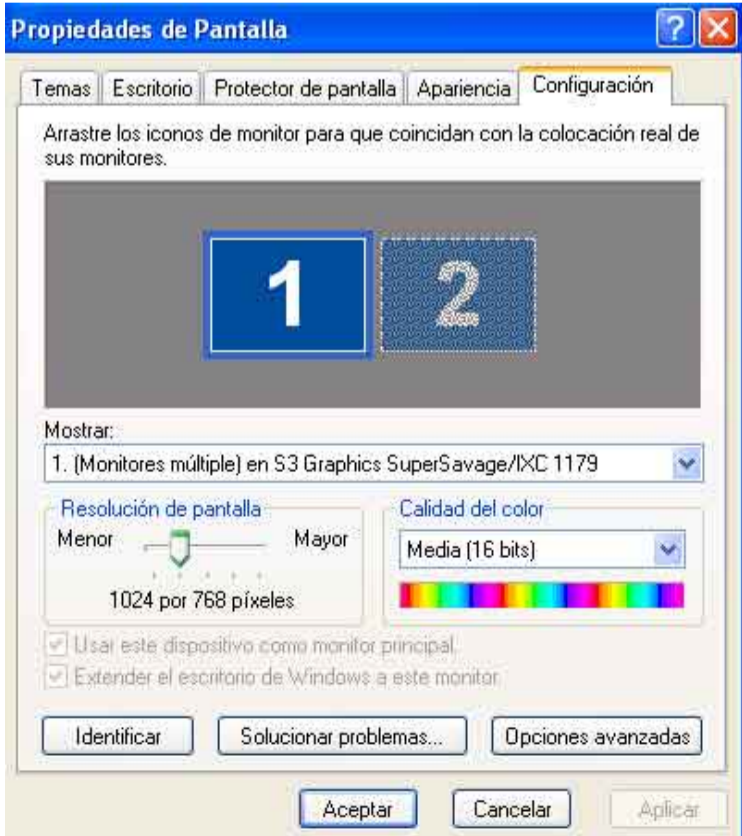 Propiedades de Pantalla
Temas Escritorio Protector de pantalla Apariencia Configuración
Arrastre los iconos de monitor para que coincidan con la colocación real de
sus monitores.
1 2
Mostrar:
1. (Monitores múltiple) en S3 Graphics SuperSavage/IXC 1179
Resolución de pantalla
Menor Mayor
1024 por 768 píxeles
Calidad del color
Media (16 bits)
Usar este dispositivo como monitor principal.
Extender el escritorio de Windows a este monitor.
Identificar Solucionar problemas... Opciones avanzadas
Aceptar Cancelar Aplicar